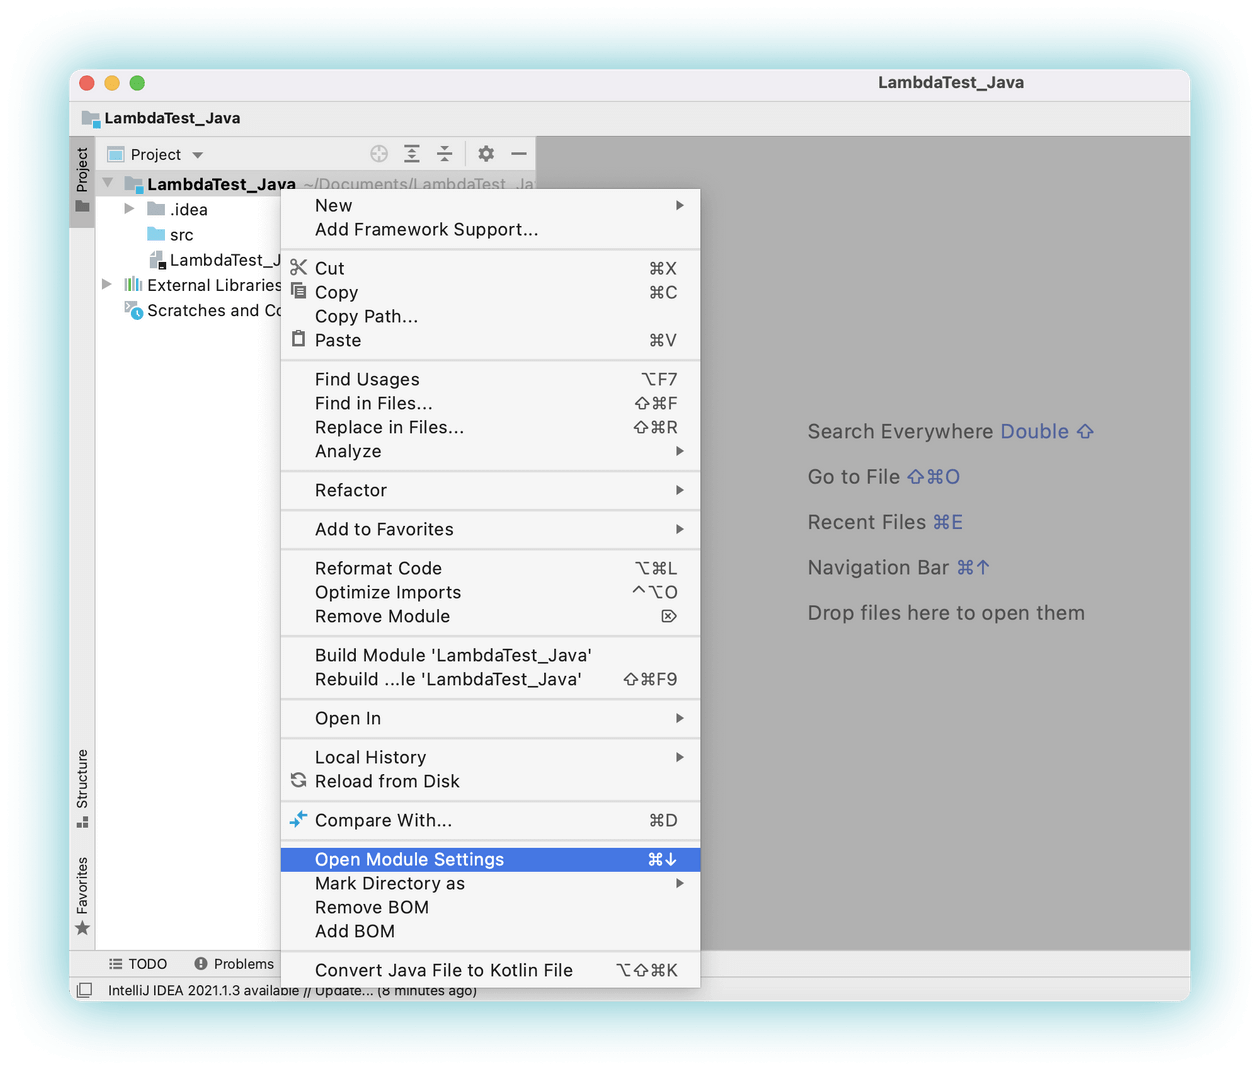 LambdaTest_Java
LambdaTest_Java
Project
Project
LambdaTest_Java ~/Documents/LambdaTest_Ja
.idea
src
LambdaTest_J
External Libraries
Scratches and Co
New
Add Framework Support...
Cut ⌘X
Copy ⌘C
Copy Path...
Paste ⌘V
Find Usages ⌥F7
Find in Files... ⇧⌘F
Replace in Files... ⇧⌘R
Analyze
Refactor
Add to Favorites
Reformat Code ⌥⌘L
Optimize Imports ^⌥O
Remove Module ⌦
Build Module 'LambdaTest_Java'
Rebuild ...le 'LambdaTest_Java' ⇧⌘F9
Open In
Local History
Reload from Disk
Compare With... ⌘D
Open Module Settings ⌘↓
Mark Directory as
Remove BOM
Add BOM
Convert Java File to Kotlin File ⌥⇧⌘K
Search Everywhere Double ⇧
Go to File ⇧⌘O
Recent Files ⌘E
Navigation Bar ⌘↑
Drop files here to open them
Structure
Favorites
TODO
Problems
IntelliJ IDEA 2021.1.3 available // Update... (8 minutes ago)